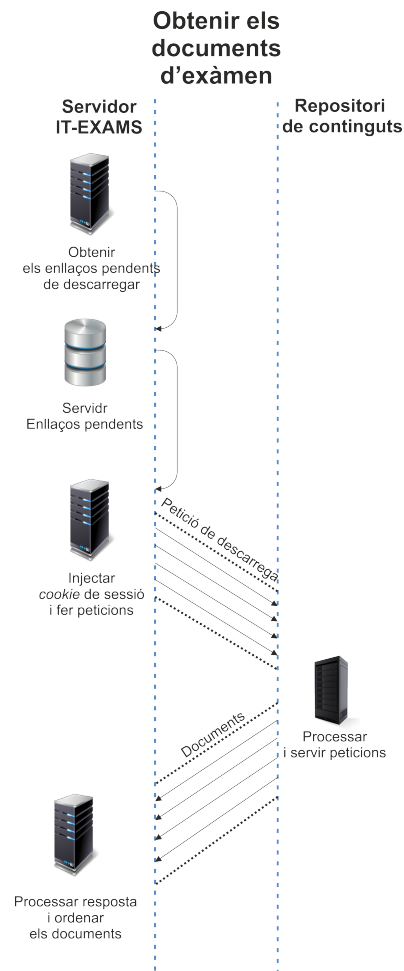 Obtenir els
documents
d'exàmen
Servidor
IT-EXAMS
Repositori
de continguts
Obtenir
els enllaços pendents
de descarregar
Servidr
Enllaços pendents
Petició de descarrega
Injectar
cookie de sessió
i fer peticions
Processar
i servir peticions
Documents
Processar resposta
i ordenar
els documents